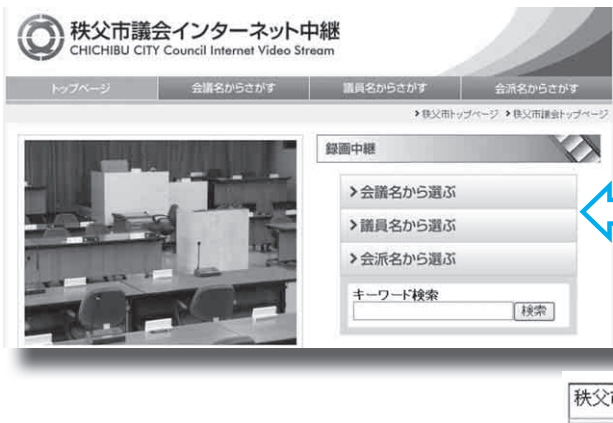 秩父市議会インターネット中継
CHICHIBU CITY Council Internet Video Stream
トップページ 会議名からさがす 議員名からさがす 会派名からさがす
>秩父市トップページ >秩父市議会トップページ
録画中継
>会議名から選ぶ
>議員名から選ぶ
>会派名から選ぶ
キーワード検索
検索
秩父